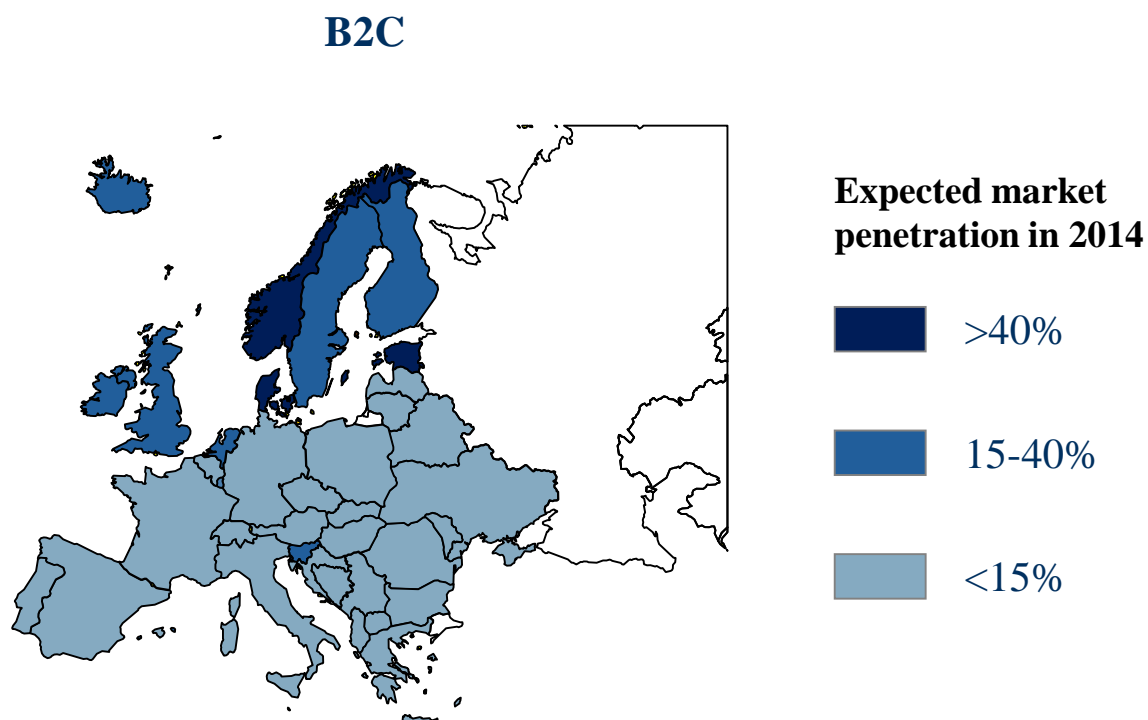 B2C
Expected market
penetration in 2014
>40%
15-40%
<15%